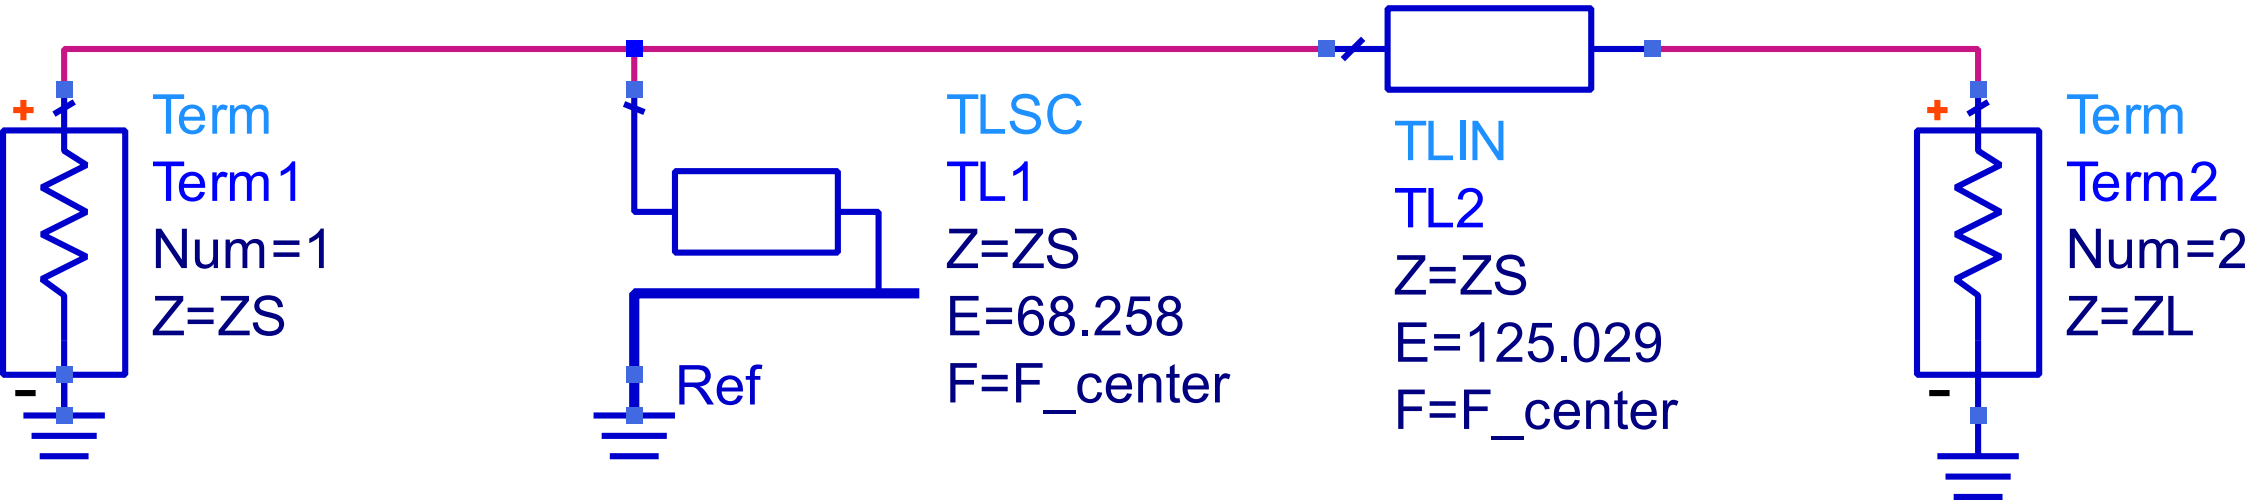 +
Term
Term1
Num=1
Z=ZS
-
Ref
TLSC
TL1
Z=ZS
E=68.258
F=F_center
TLIN
TL2
Z=ZS
E=125.029
F=F_center
+
Term
Term2
Num=2
Z=ZL
-